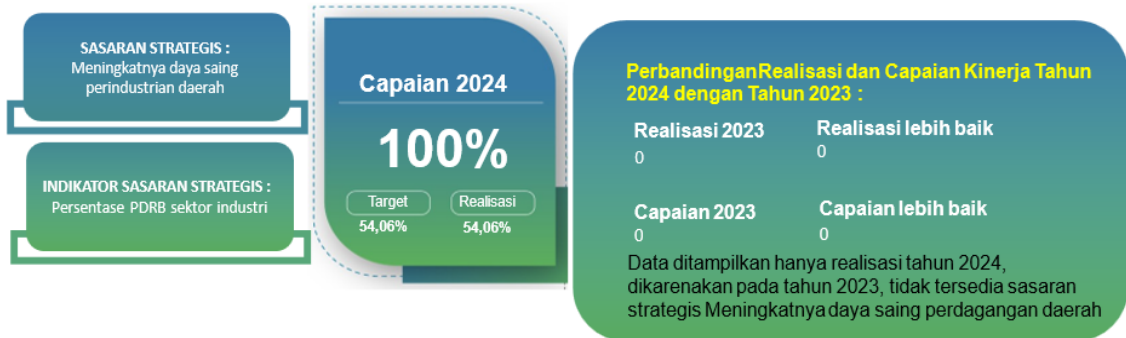 SASARAN STRATEGIS :
Meningkatnya daya saing
perindustrian daerah
INDIKATOR SASARAN STRATEGIS :
Persentase PDRB sektor industri
Capaian 2024
100%
Target
Realisasi
54,06%
54,06%
PerbandinganRealisasi dan Capaian Kinerja Tahun
2024 dengan Tahun 2023 :
Realisasi 2023
Realisasi lebih baik
0
0
Capaian 2023
Capaian lebih baik
0
0
Data ditampilkan hanya realisasi tahun 2024,
dikarenakan pada tahun 2023, tidak tersedia sasaran
strategis Meningkatnya daya saing perdagangan daerah